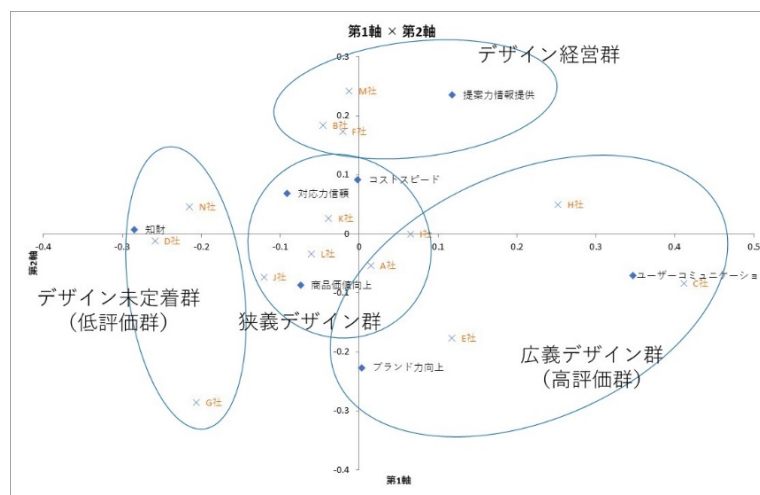 第1軸 × 第2軸
デザイン経営群
0.3
M社
提案力情報提供
0.2
B社
F社
0.1
コストスピード
対応力信頼
N社
H社
K社
知財
I社
0
-0.4
-0.3
-0.2
-0.1
0
0.1
0.2
0.3
0.4
0.5
D社
L社
A社
第2軸
J社
ユーザーコミュニケーショ
C社
商品価値向上
-0.1
デザイン未定着群
(低評価群)
狭義デザイン群
E社
-0.2
ブランド力向上
広義デザイン群
(高評価群)
G社
-0.3
-0.4
第1軸